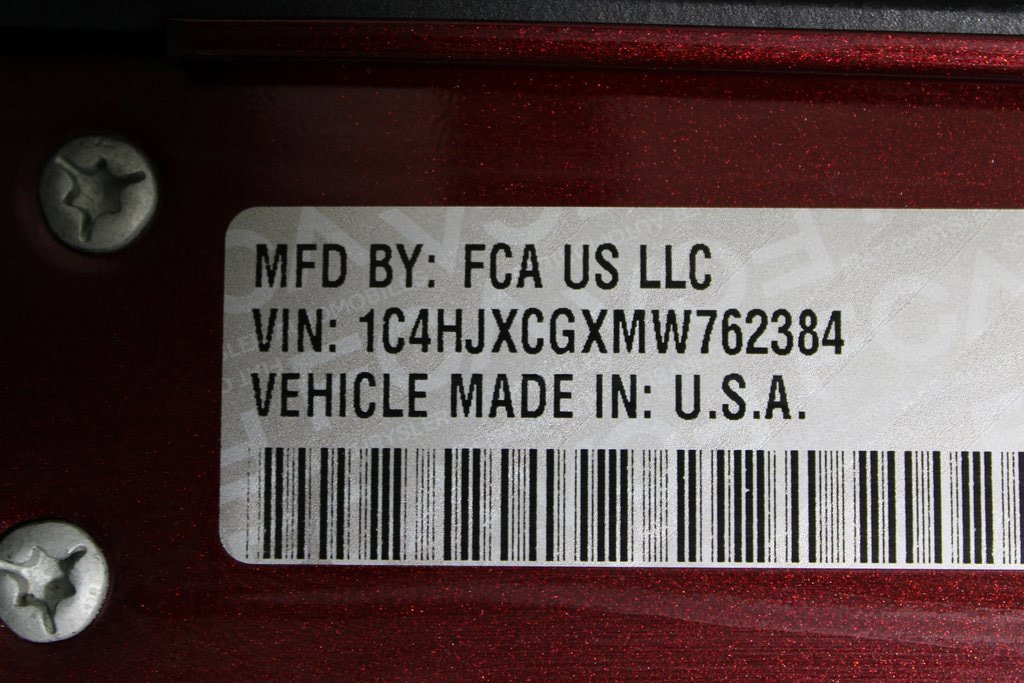 MFD BY: FCA US LLC
VIN: 1C4HJXCGXMW762384
VEHICLE MADE IN: U.S.A.